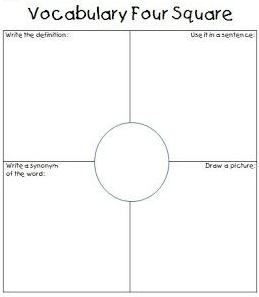 Vocabulary Four Square
Write the definition:
Use it in a sentence:
Write a synonym
of the word:
Draw a picture: